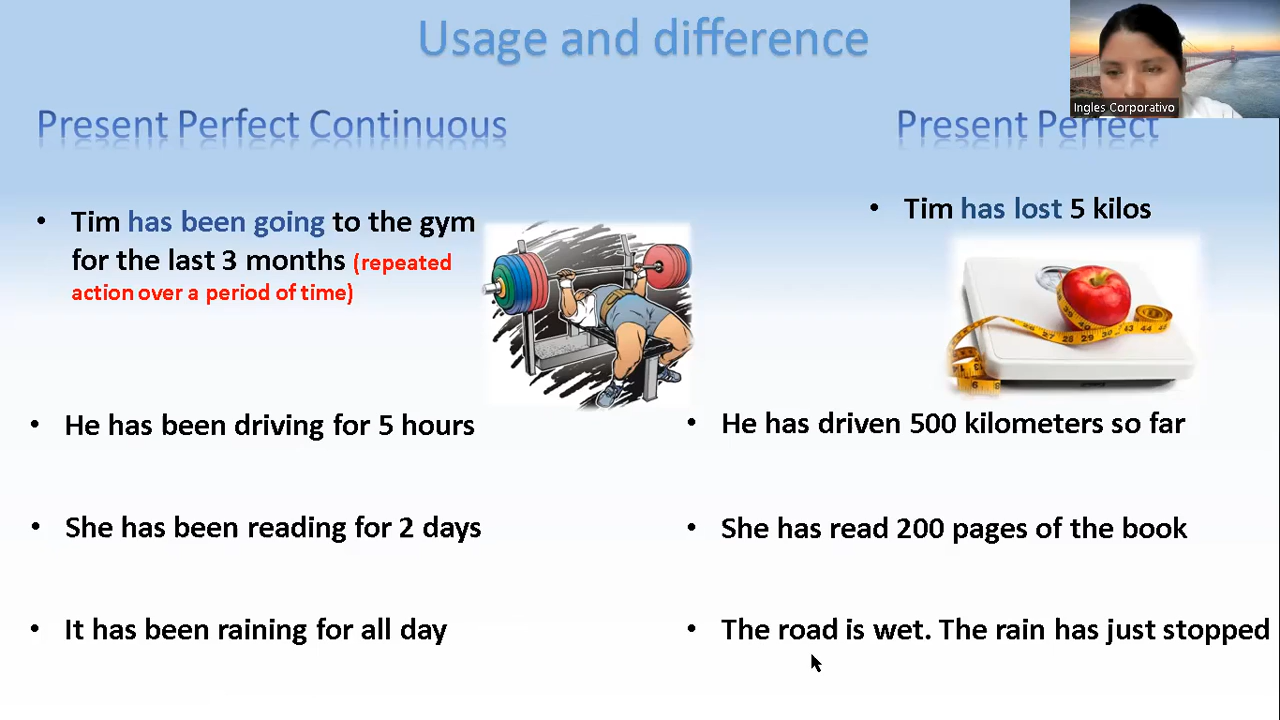 Usage and difference
Ingles Corporativo
Present Perfect Continuous
Present Perfect
• Tim has been going to the gym
for the last 3 months (repeated
action over a period of time)
• Tim has lost 5 kilos
• He has been driving for 5 hours
• He has driven 500 kilometers so far
• She has been reading for 2 days
• She has read 200 pages of the book
• It has been raining for all day
• The road is wet. The rain has just stopped